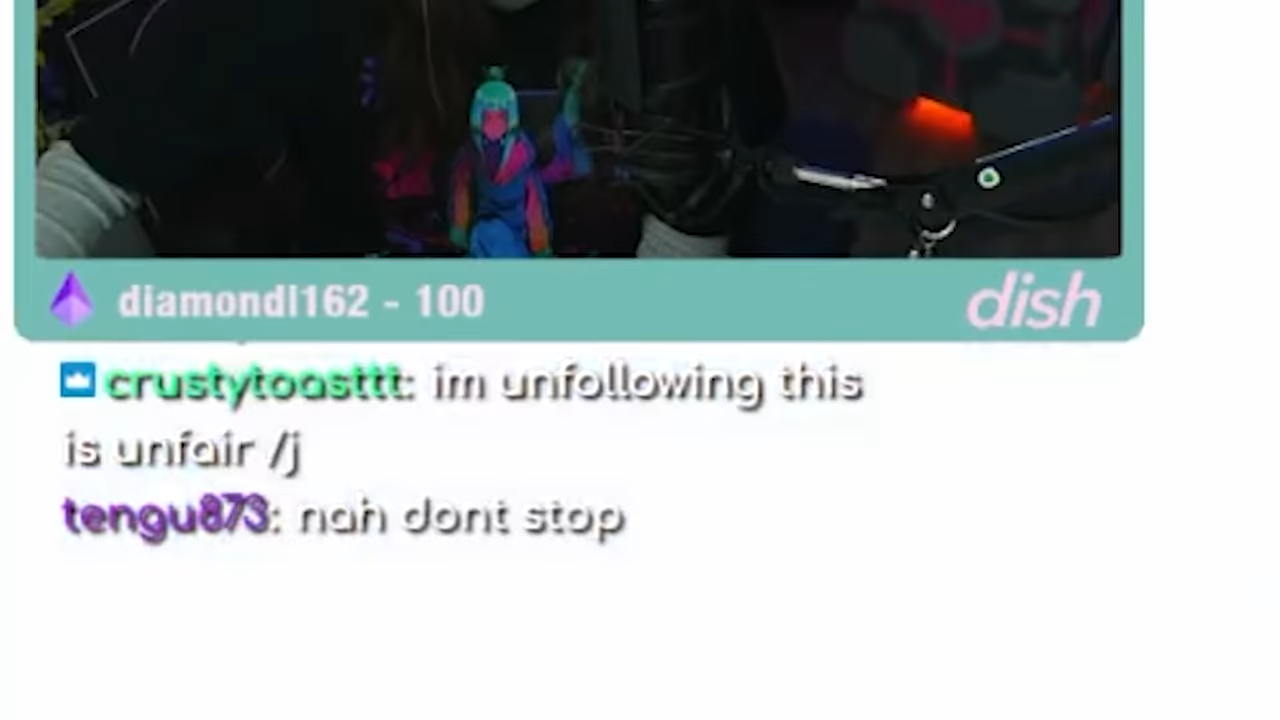 diamondl162 - 100
dish
crustytoasttt: im unfollowing this
is unfair /j
tengu873: nah dont stop